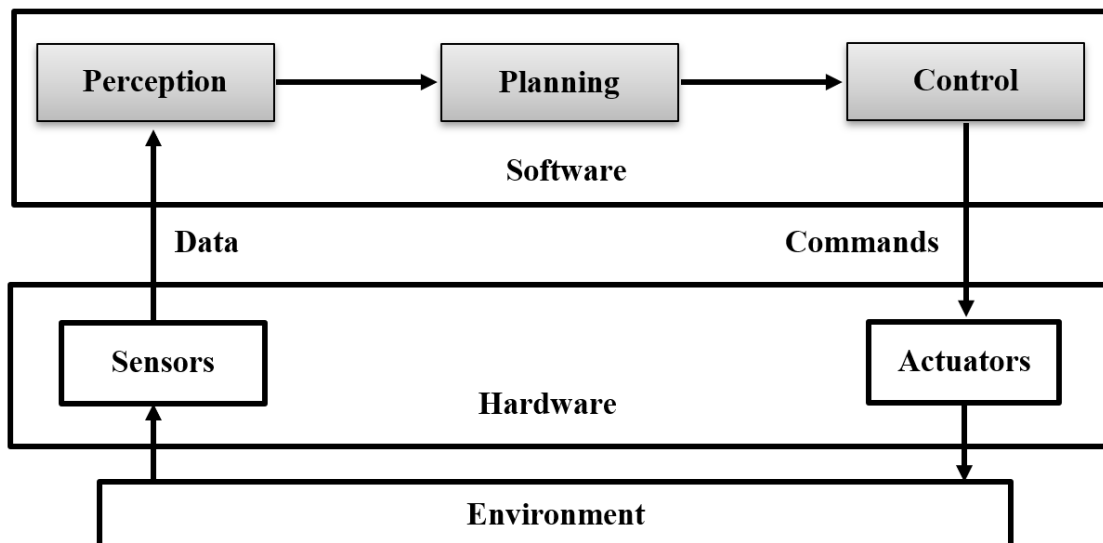 Perception
Planning
Control
Software
Data
Commands
Sensors
Actuators
Hardware
Environment